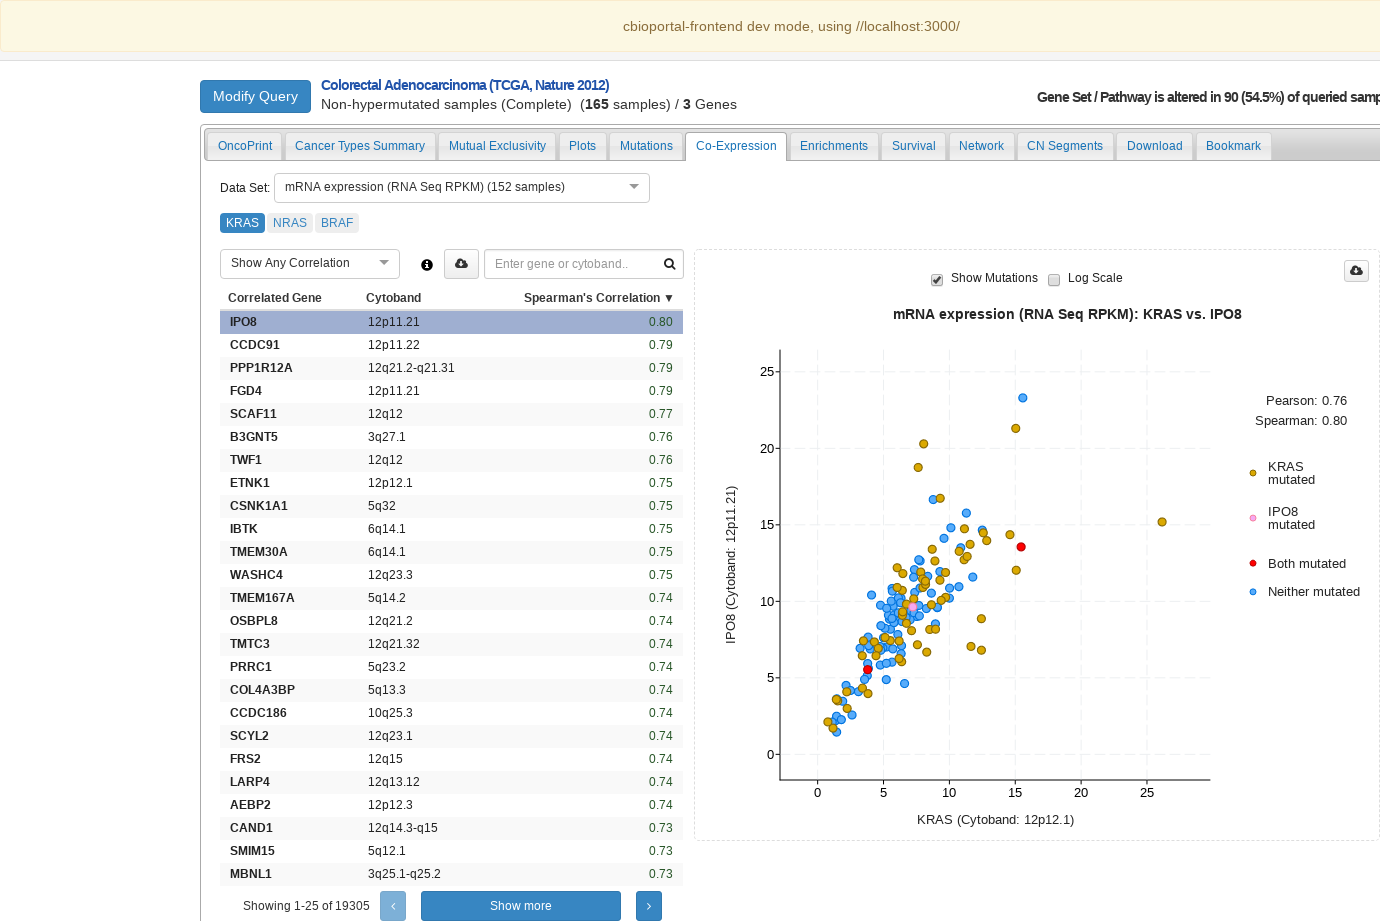 cbioportal-frontend dev mode, using //localhost:3000/
Modify Query
Colorectal Adenocarcinoma (TCGA, Nature 2012)
Non-hypermutated samples (Complete) (165 samples) / 3 Genes
Gene Set / Pathway is altered in 90 (54.5%) of queried samp
OncoPrint Cancer Types Summary Mutual Exclusivity Plots Mutations Co-Expression Enrichments Survival Network CN Segments Download Bookmark
Data Set: mRNA expression (RNA Seq RPKM) (152 samples)
KRAS NRAS BRAF
Show Any Correlation
Enter gene or cytoband..
Correlated Gene Cytoband Spearman's Correlation ▼
IPO8 12p11.21 0.80
CCDC91 12p11.22 0.79
PPP1R12A 12q21.2-q21.31 0.79
FGD4 12p11.21 0.79
SCAF11 12q12 0.77
B3GNT5 3q27.1 0.76
TWF1 12q12 0.76
ETNK1 12p12.1 0.75
CSNK1A1 5q32 0.75
IBTK 6q14.1 0.75
TMEM30A 6q14.1 0.75
WASHC4 12q23.3 0.75
TMEM167A 5q14.2 0.74
OSBPL8 12q21.2 0.74
TMTC3 12q21.32 0.74
PRRC1 5q23.2 0.74
COL4A3BP 5q13.3 0.74
CCDC186 10q25.3 0.74
SCYL2 12q23.1 0.74
FRS2 12q15 0.74
LARP4 12q13.12 0.74
AEBP2 12p12.3 0.74
CAND1 12q14.3-q15 0.73
SMIM15 5q12.1 0.73
MBNL1 3q25.1-q25.2 0.73
Showing 1-25 of 19305
Show more
Show Mutations Log Scale
mRNA expression (RNA Seq RPKM): KRAS vs. IPO8
IPO8 (Cytoband: 12p11.21)
25
20
15
10
5
0
0 5 10 15 20 25
KRAS (Cytoband: 12p12.1)
Pearson: 0.76
Spearman: 0.80
KRAS
mutated
IPO8
mutated
Both mutated
Neither mutated